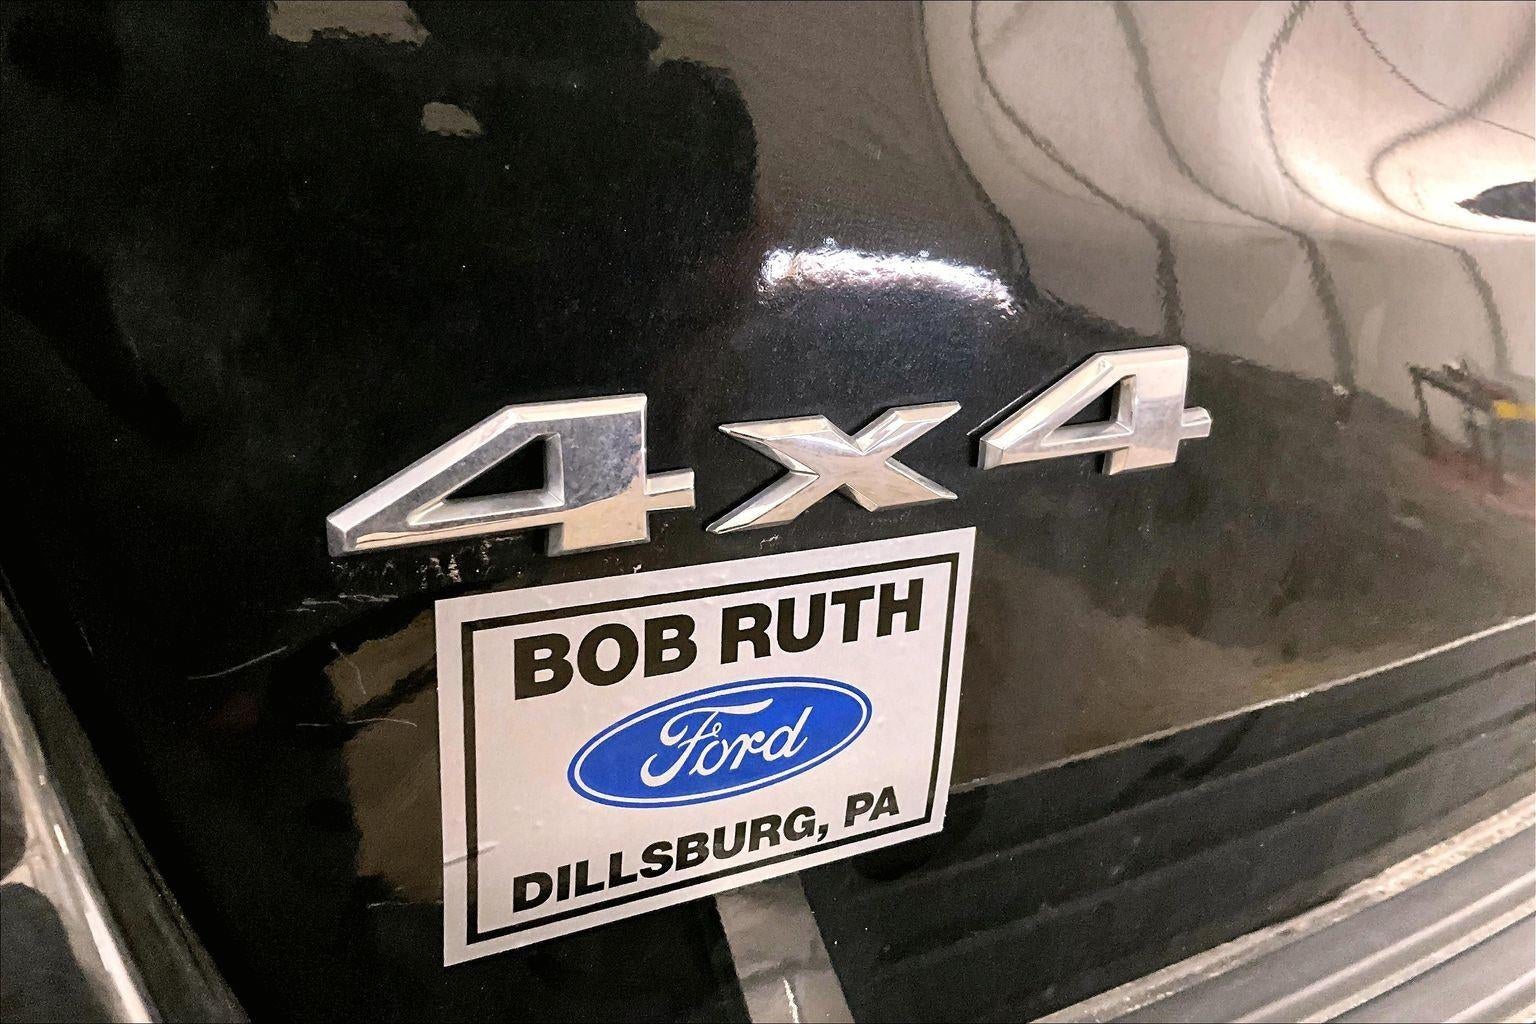 4x4
BOB RUTH
Ford
DILLSBURG, PA